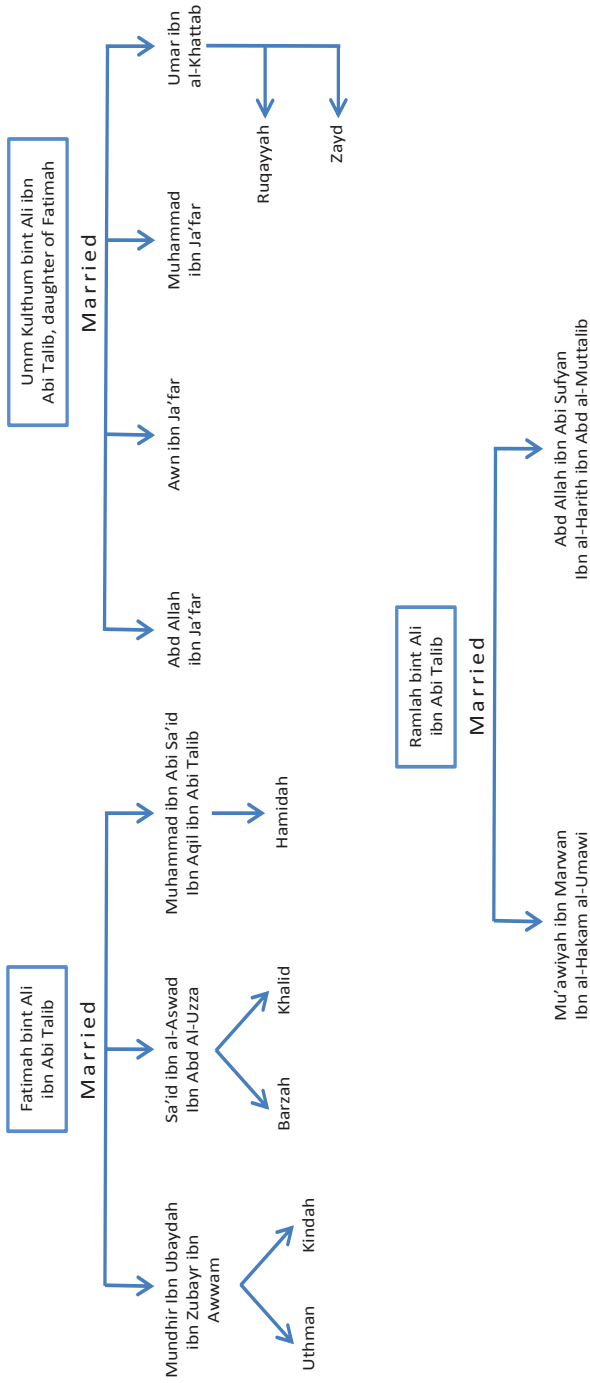 Fatimah bint Ali
ibn Abi Talib
Married
Mundhir Ibn Ubaydah
ibn Zubayr ibn
Awwam
Uthman
Kindah
Sa’id ibn al-Aswad
Ibn Abd Al-Uzza
Barzah
Khalid
Muhammad ibn Abi Sa’id
Ibn Aqil ibn Abi Talib
Hamidah
Umm Kulthum bint Ali ibn
Abi Talib, daughter of Fatimah
Married
Abd Allah
ibn Ja’far
Awn ibn Ja’far
Muhammad
ibn Ja’far
Umar ibn
al-Khattab
Ruqayyah
Zayd
Ramlah bint Ali
ibn Abi Talib
Married
Mu’awiyah ibn Marwan
Ibn al-Hakam al-Umawi
Abd Allah ibn Abi Sufyan
Ibn al-Harith ibn Abd al-Muttalib